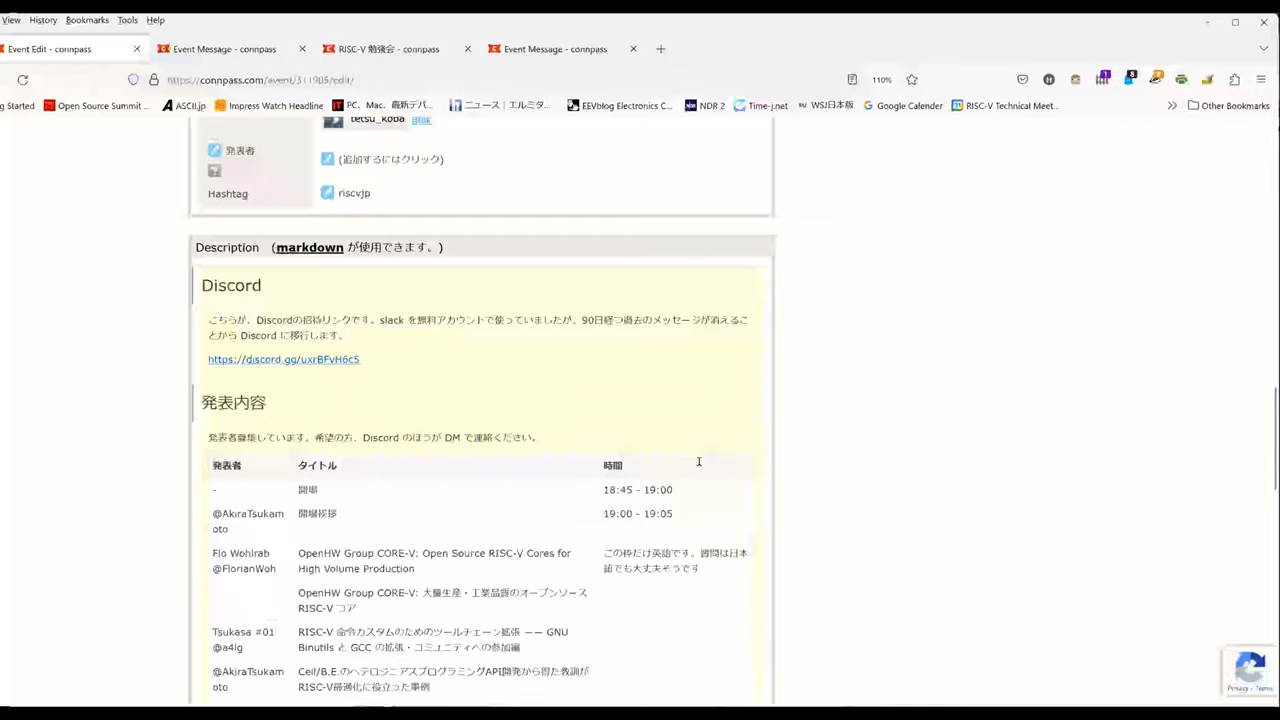 View History Bookmarks Tools Help
Event Edit - connpass
Event Message - connpass
RISC-V 勉強会 - connpass
Event Message - connpass
https://connpass.com/event/311985/edit/
110%
g Started
Open Source Summit ...
ASCII.jp
Impress Watch Headline
PC、Mac、最新デバ...
ニュース | エルミタ...
EEVblog Electronics C...
NDR 2
Time-j.net
WSJ日本版
Google Calender
RISC-V Technical Meet...
Other Bookmarks
tetsu_koba 削除
発表者
(追加するにはクリック)
Hashtag
riscvjp
Description (markdown が使用できます。)
Discord
こちらが、Discordの招待リンクです。slack を無料アカウントで使っていましたが、90日経つ過去のメッセージが消えるこ
とから Discord に移行します。
https://discord.gg/uxrBFvH6c5
発表内容
発表者募集しています。希望の方、Discord のほうが DM で連絡ください。
発表者 タイトル 時間
- 開場 18:45 - 19:00
@AkiraTsukam 開場挨拶 19:00 - 19:05
oto
Flo Wohlrab OpenHW Group CORE-V: Open Source RISC-V Cores for この枠だけ英語です。質問は日本
@FlorianWoh High Volume Production 語でも大丈夫そうです
OpenHW Group CORE-V: 大量生産・工業品質のオープンソース
RISC-V コア
Tsukasa #01 RISC-V 命令カスタムのためのツールチェーン拡張 −− GNU
@a4lg Binutils と GCC の拡張・コミュニティへの参加編
@AkiraTsukam Cell/B.E.のヘテロジニアスプログラミングAPI開発から得た教訓が
oto RISC-V最適化に役立った事例
Privacy - Terms